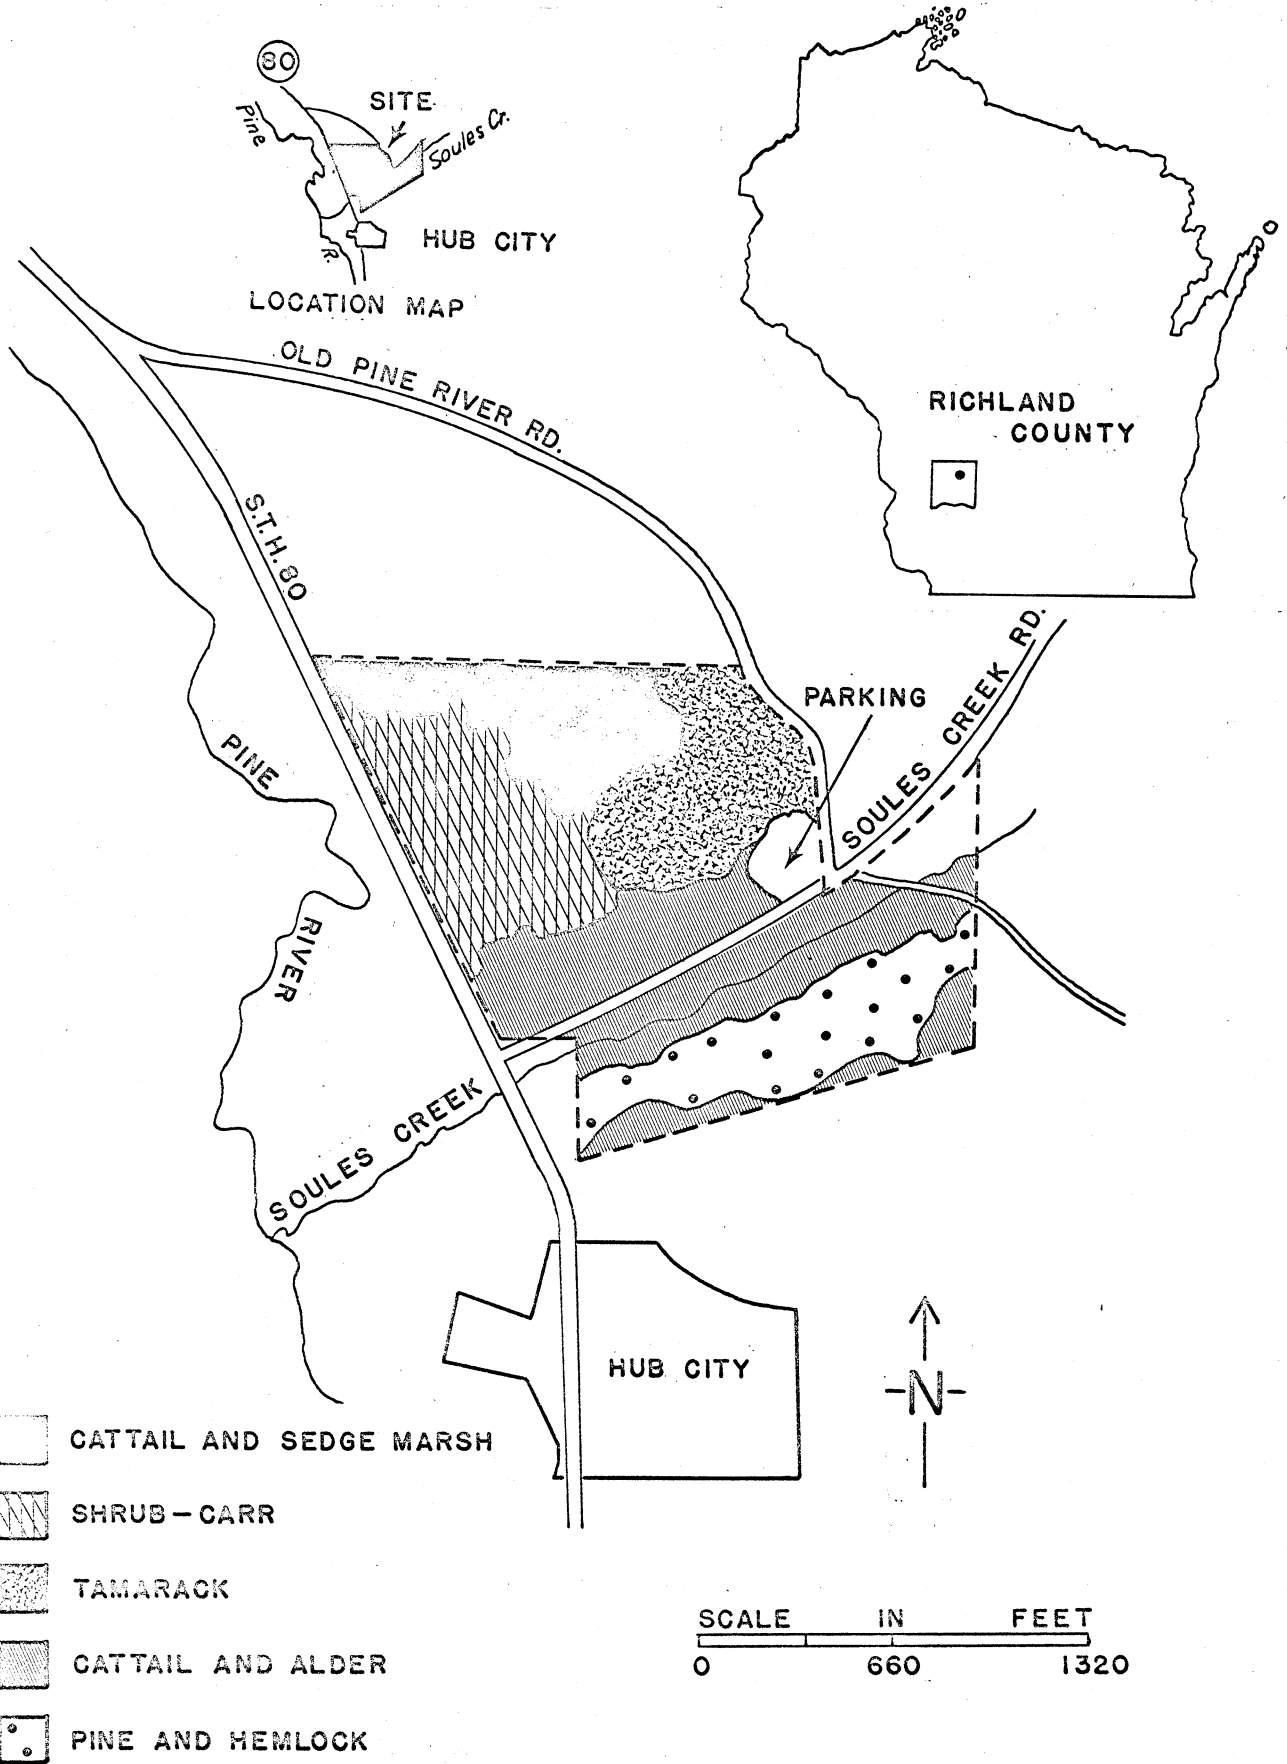 80
SITE
Pine
Soules Cr.
R.
HUB CITY
LOCATION MAP
OLD PINE RIVER RD.
RICHLAND
COUNTY
S.T.H. 80
SOULES CREEK RD.
PARKING
PINE
RIVER
SOULES CREEK
HUB CITY
N
CATTAIL AND SEDGE MARSH
SHRUB-CARR
TAMARACK
CATTAIL AND ALDER
PINE AND HEMLOCK
SCALE IN FEET
0 660 1320